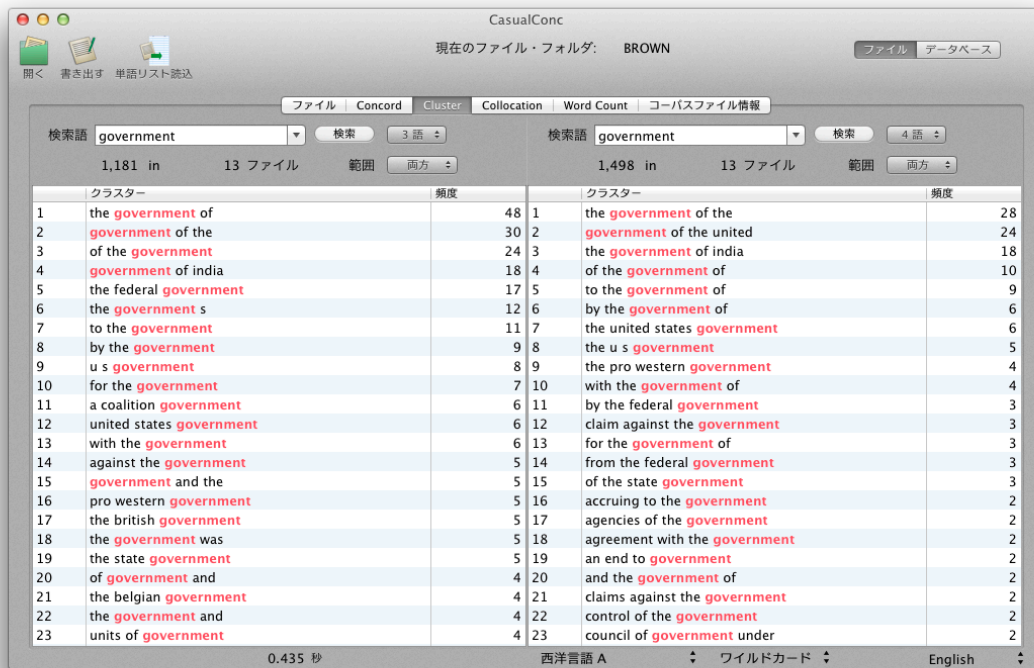 CasualConc
現在のファイル・フォルダ: BROWN
ファイル データベース
開く 書き出す 単語リスト読込
ファイル Concord Cluster Collocation Word Count コーパスファイル情報
検索語 government 検索 3 語 検索語 government 検索 4 語
1,181 in 13 ファイル 範囲 両方 1,498 in 13 ファイル 範囲 両方
クラスター 頻度 クラスター 頻度
1 the government of 48 1 the government of the 28
2 government of the 30 2 government of the united 24
3 of the government 24 3 the government of india 18
4 government of india 18 4 of the government of 10
5 the federal government 17 5 to the government of 9
6 the government s 12 6 by the government of 6
7 to the government 11 7 the united states government 6
8 by the government 9 8 the u s government 5
9 u s government 8 9 the pro western government 4
10 for the government 7 10 with the government of 4
11 a coalition government 6 11 by the federal government 3
12 united states government 6 12 claim against the government 3
13 with the government 6 13 for the government of 3
14 against the government 5 14 from the federal government 3
15 government and the 5 15 of the state government 3
16 pro western government 5 16 accruing to the government 2
17 the british government 5 17 agencies of the government 2
18 the government was 5 18 agreement with the government 2
19 the state government 5 19 an end to government 2
20 of government and 4 20 and the government of 2
21 the belgian government 4 21 claims against the government 2
22 the government and 4 22 control of the government 2
23 units of government 4 23 council of government under 2
0.435 秒 西洋言語 A ワイルドカード English